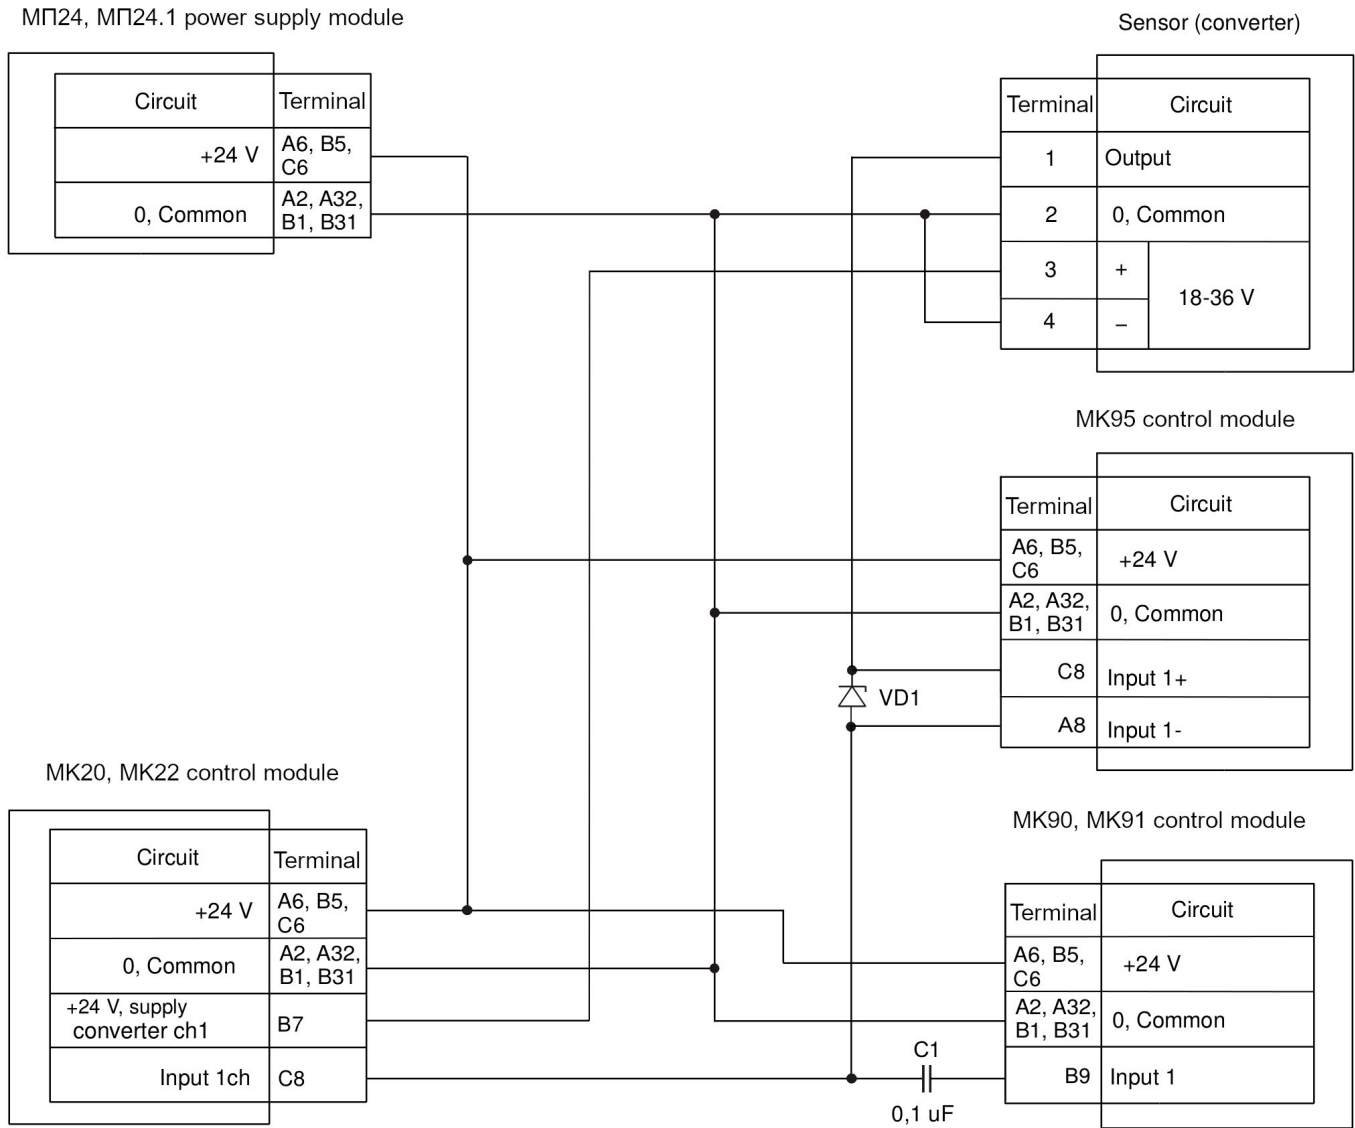 МП24, МП24.1 power supply module
Circuit Terminal
+24 V A6, B5,
C6
0, Common A2, A32,
B1, B31
Sensor (converter)
Terminal Circuit
1 Output
2 0, Common
3 +
18-36 V
4 –
MK95 control module
Terminal Circuit
A6, B5,
C6 +24 V
A2, A32,
B1, B31 0, Common
C8 Input 1+
VD1
A8 Input 1-
MK20, MK22 control module
Circuit Terminal
+24 V A6, B5,
C6
0, Common A2, A32,
B1, B31
+24 V, supply
converter ch1 B7
Input 1ch C8
C1
0,1 uF
MK90, MK91 control module
Terminal Circuit
A6, B5,
C6 +24 V
A2, A32,
B1, B31 0, Common
B9 Input 1